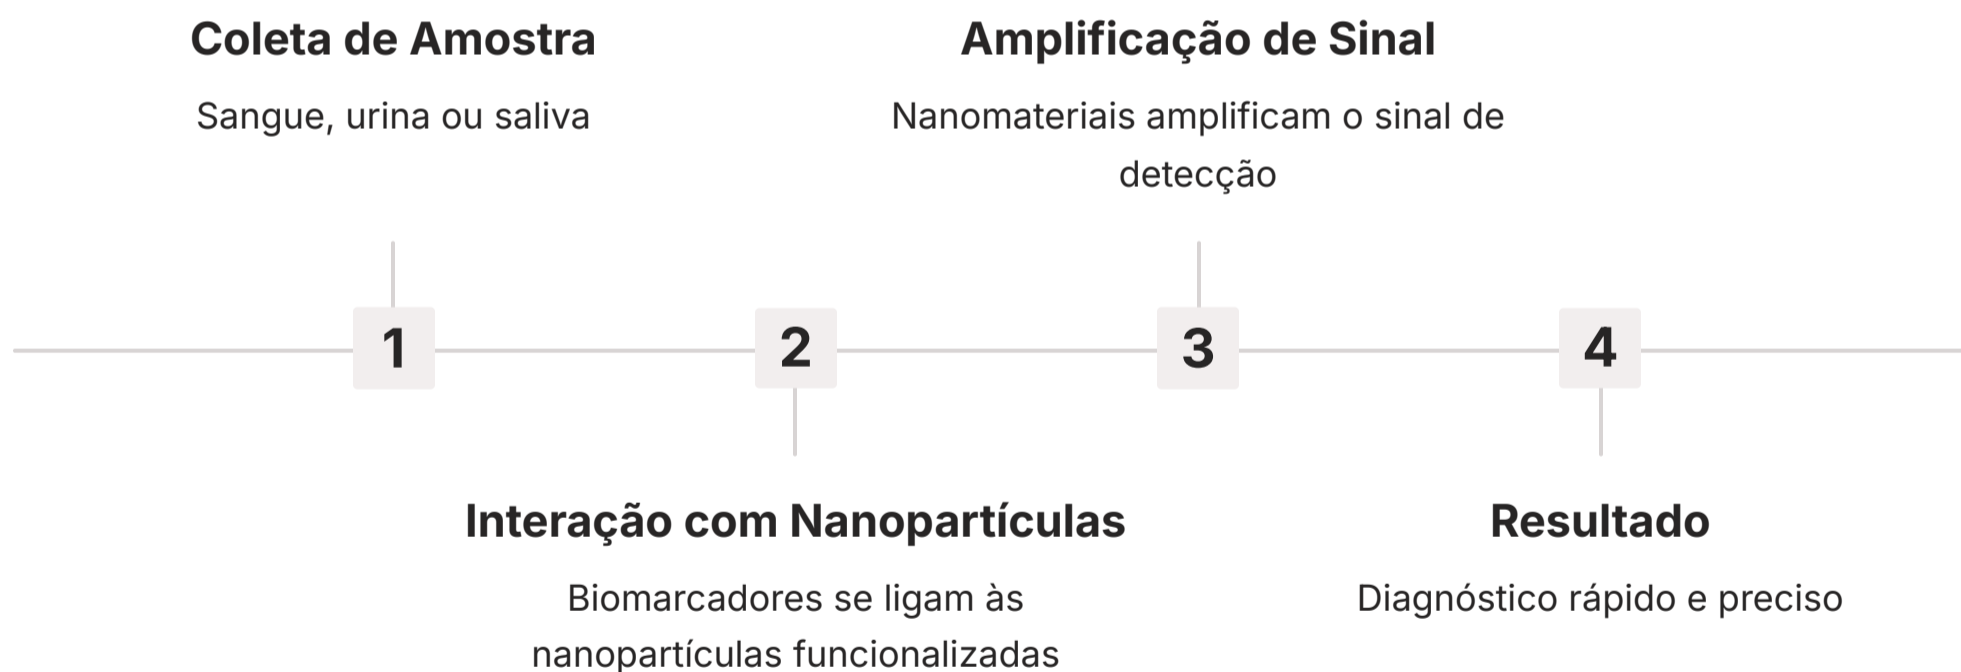 Coleta de Amostra
Sangue, urina ou saliva
1
2
Interação com Nanopartículas
Biomarcadores se ligam às
nanopartículas funcionalizadas
Amplificação de Sinal
Nanomateriais amplificam o sinal de
detecção
3
4
Resultado
Diagnóstico rápido e preciso